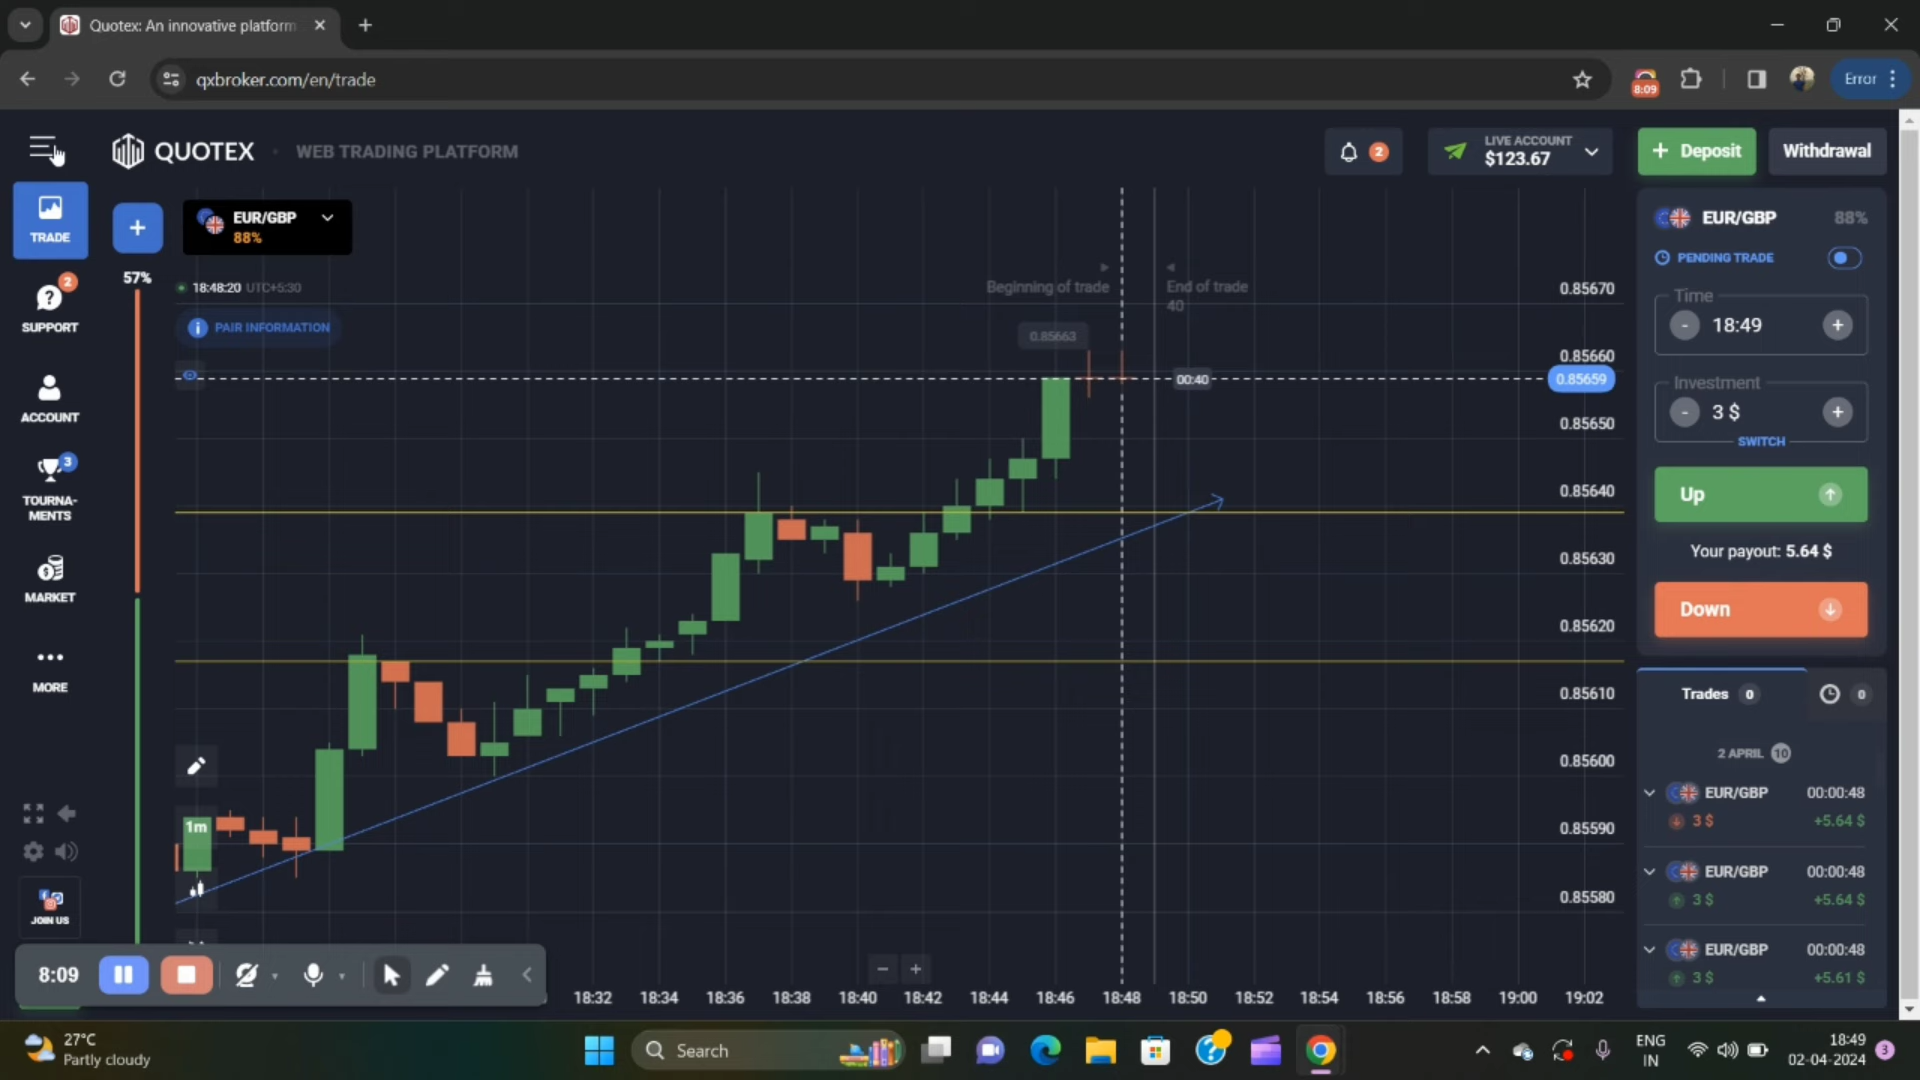 Quotex: An innovative platform
qxbroker.com/en/trade
8:09
Error
QUOTEX
WEB TRADING PLATFORM
2
LIVE ACCOUNT
$123.67
+ Deposit
Withdrawal
TRADE
+
EUR/GBP
88%
57%
18:48:20 UTC+5:30
PAIR INFORMATION
2
SUPPORT
ACCOUNT
3
TOURNA-
MENTS
MARKET
MORE
JOIN US
Beginning of trade
End of trade
40
0.85663
00:40
0.85670
0.85660
0.85659
0.85650
0.85640
0.85630
0.85620
0.85610
0.85600
0.85590
0.85580
1m
EUR/GBP
88%
PENDING TRADE
Time
- 18:49 +
Investment
- 3 $ +
SWITCH
Up
Your payout: 5.64 $
Down
Trades 0
0
2 APRIL 10
EUR/GBP 00:00:48
3 $ +5.64 $
EUR/GBP 00:00:48
3 $ +5.64 $
EUR/GBP 00:00:48
3 $ +5.61 $
8:09
18:32 18:34 18:36 18:38 18:40 18:42 18:44 18:46 18:48 18:50 18:52 18:54 18:56 18:58 19:00 19:02
27°C
Partly cloudy
Search
ENG
IN
18:49
02-04-2024
3